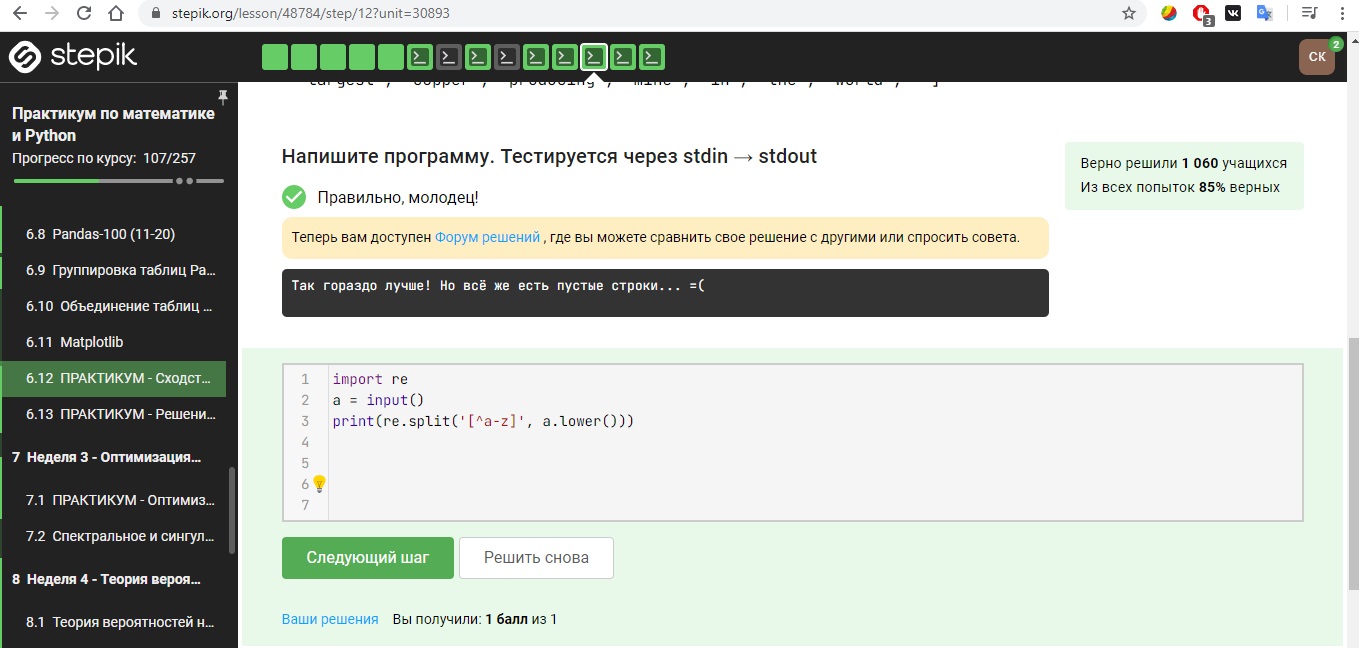 stepik.org/lesson/48784/step/12?unit=30893
3
stepik
СК
2
Практикум по математике
и Python
Прогресс по курсу: 107/257
6.8 Pandas-100 (11-20)
6.9 Группировка таблиц Pa...
6.10 Объединение таблиц ...
6.11 Matplotlib
6.12 ПРАКТИКУМ - Сходст...
6.13 ПРАКТИКУМ - Решени...
7 Неделя 3 - Оптимизация...
7.1 ПРАКТИКУМ - Оптимиз...
7.2 Спектральное и сингул...
8 Неделя 4 - Теория вероя...
8.1 Теория вероятностей н...
Напишите программу. Тестируется через stdin → stdout
Правильно, молодец!
Теперь вам доступен Форум решений , где вы можете сравнить свое решение с другими или спросить совета.
Так гораздо лучше! Но всё же есть пустые строки... =(
Верно решили 1 060 учащихся
Из всех попыток 85% верных
1 import re
2 a = input()
3 print(re.split('[^a-z]', a.lower()))
4
5
6
7
Следующий шаг
Решить снова
Ваши решения Вы получили: 1 балл из 1